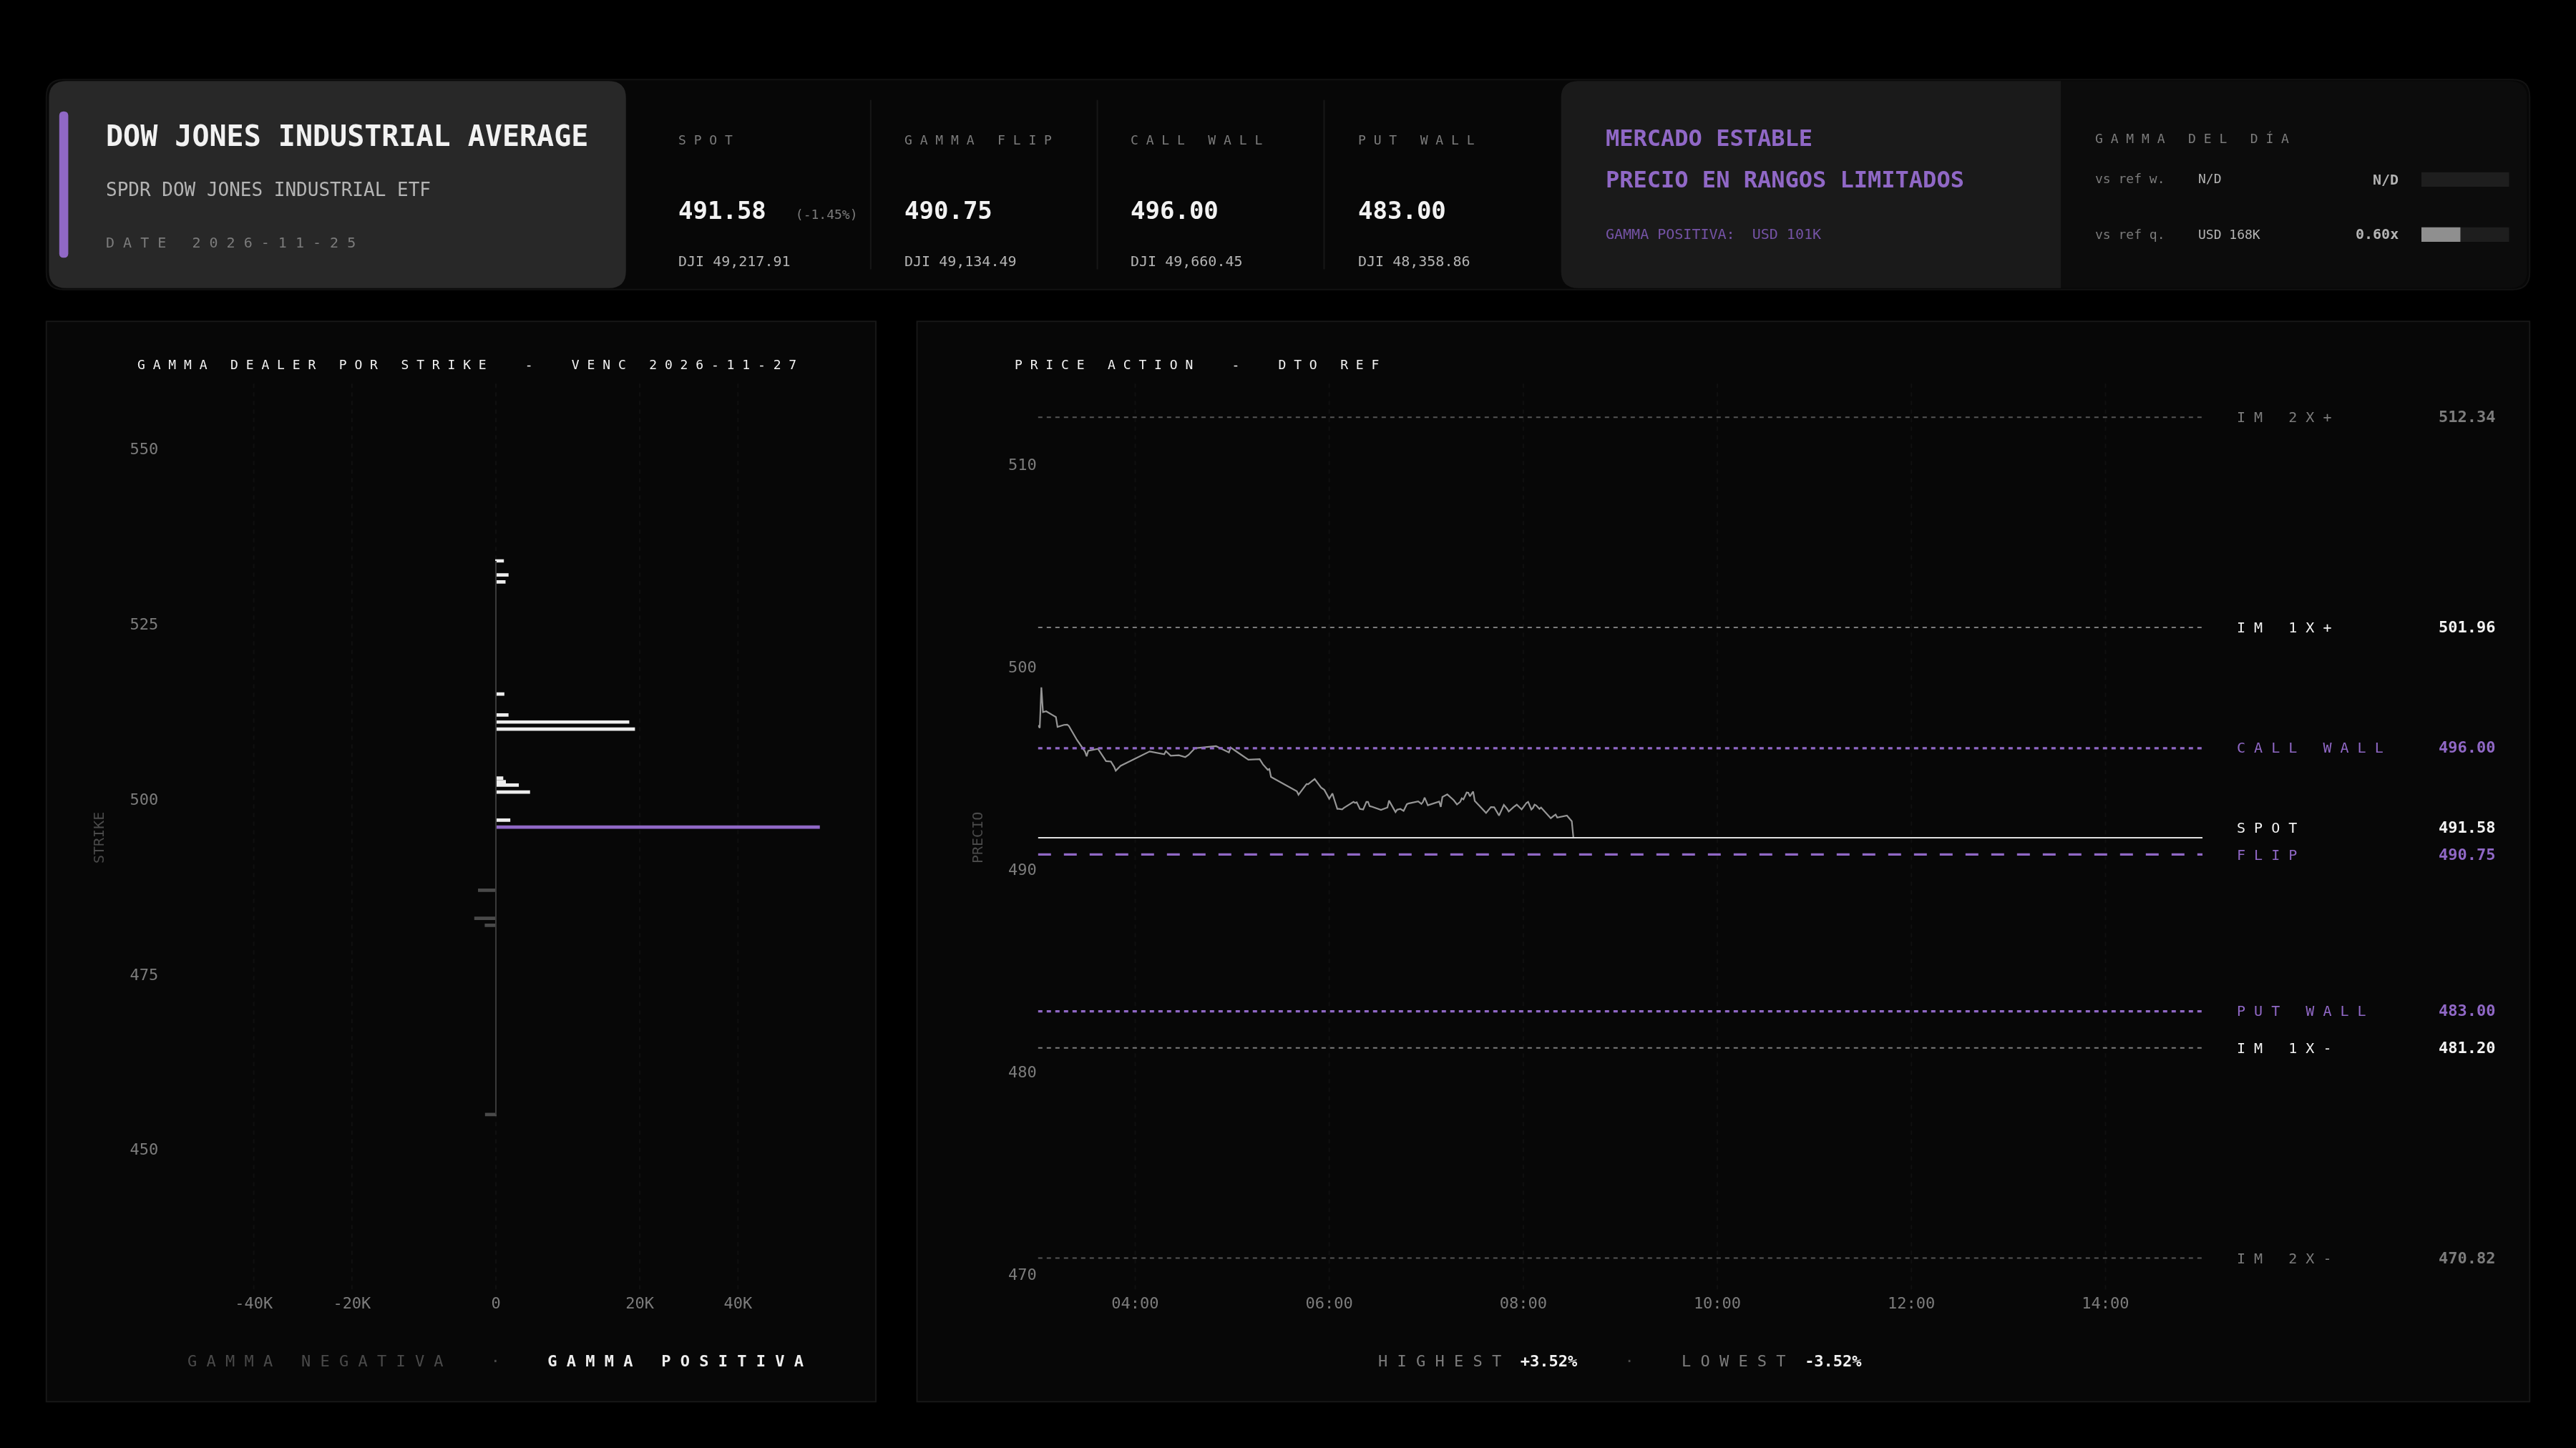 DOW JONES INDUSTRIAL AVERAGE
SPDR DOW JONES INDUSTRIAL ETF
DATE 2026-11-25
SPOT
491.58 (-1.45%)
DJI 49,217.91
GAMMA FLIP
490.75
DJI 49,134.49
CALL WALL
496.00
DJI 49,660.45
PUT WALL
483.00
DJI 48,358.86
MERCADO ESTABLE
PRECIO EN RANGOS LIMITADOS
GAMMA POSITIVA: USD 101K
GAMMA DEL DÍA
vs ref w. N/D N/D
vs ref q. USD 168K 0.60x
GAMMA DEALER POR STRIKE - VENC 2026-11-27
550
525
500
475
450
STRIKE
-40K -20K 0 20K 40K
GAMMA NEGATIVA · GAMMA POSITIVA
PRICE ACTION - DTO REF
510
500
490
480
470
PRECIO
IM 2X+ 512.34
IM 1X+ 501.96
CALL WALL 496.00
SPOT 491.58
FLIP 490.75
PUT WALL 483.00
IM 1X- 481.20
IM 2X- 470.82
04:00 06:00 08:00 10:00 12:00 14:00
HIGHEST +3.52% · LOWEST -3.52%